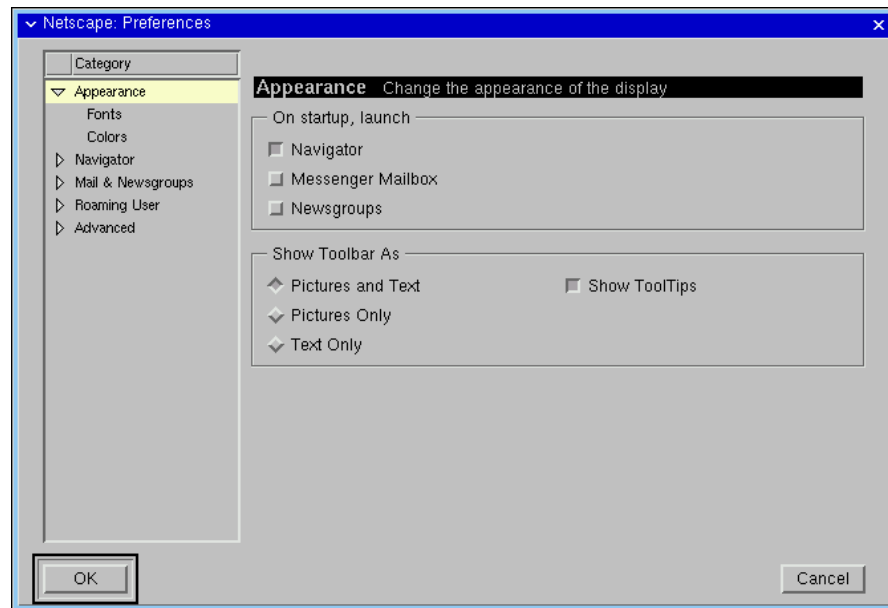 Netscape: Preferences
Category
Appearance
Fonts
Colors
Navigator
Mail & Newsgroups
Roaming User
Advanced
Appearance Change the appearance of the display
On startup, launch
Navigator
Messenger Mailbox
Newsgroups
Show Toolbar As
Pictures and Text
Show ToolTips
Pictures Only
Text Only
OK
Cancel